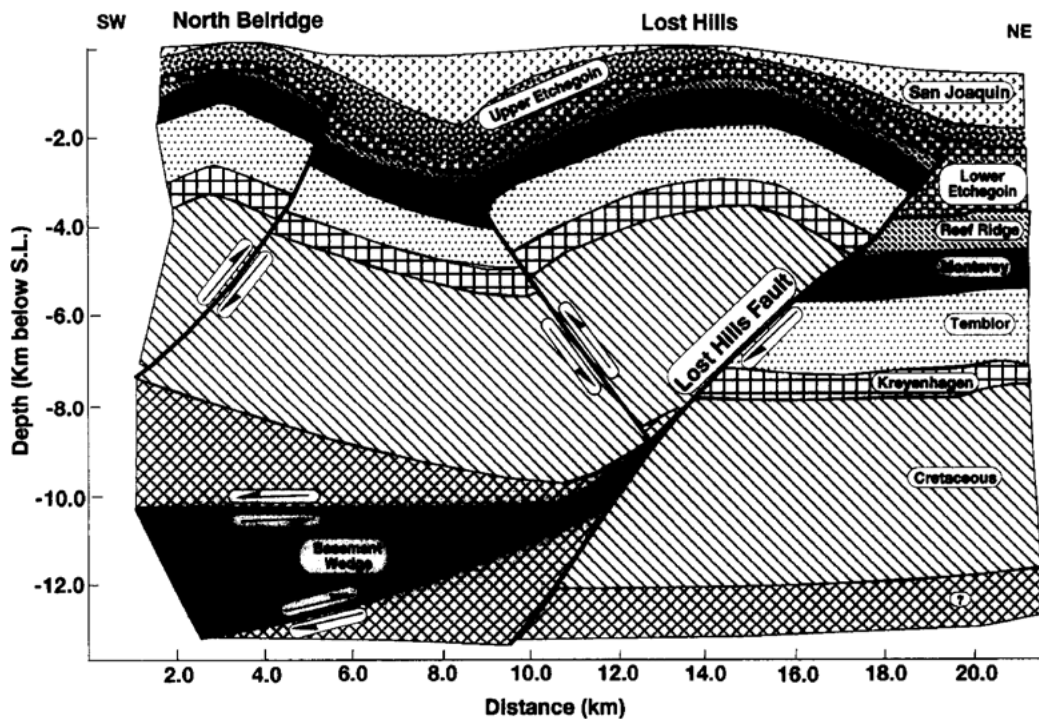 SW
North Belridge
Lost Hills
NE
San Joaquin
Upper Etchegoin
Lower
Etchegoin
Reef Ridge
Monterey
Temblor
Kreyenhagen
Cretaceous
?
Lost Hills Fault
Basement
Wedge
Depth (Km below S.L.)
-2.0
-4.0
-6.0
-8.0
-10.0
-12.0
2.0
4.0
6.0
8.0
10.0
12.0
14.0
16.0
18.0
20.0
Distance (km)